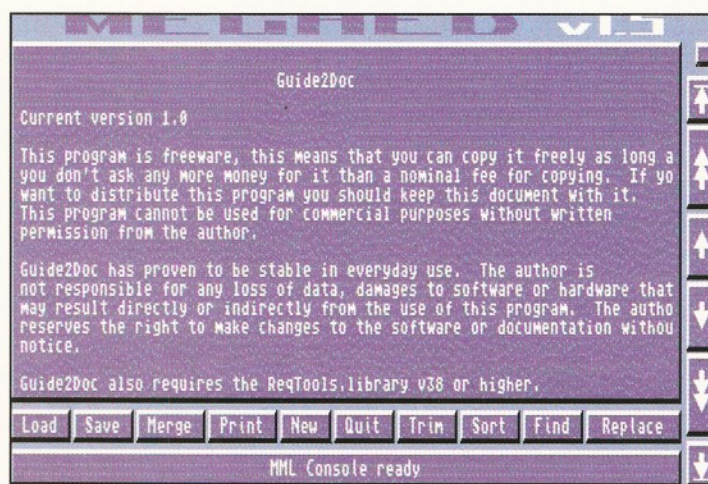 MEGHED v1.5
Guide2Doc
Current version 1.0
This program is freeware, this means that you can copy it freely as long a
you don't ask any more money for it than a nominal fee for copying. If yo
want to distribute this program you should keep this document with it.
This program cannot be used for commercial purposes without written
permission from the author.
Guide2Doc has proven to be stable in everyday use. The author is
not responsible for any loss of data, damages to software or hardware that
may result directly or indirectly from the use of this program. The autho
reserves the right to make changes to the software or documentation withou
notice.
Guide2Doc also requires the ReqTools.library v38 or higher.
Load Save Merge Print New Quit Trim Sort Find Replace
MML Console ready